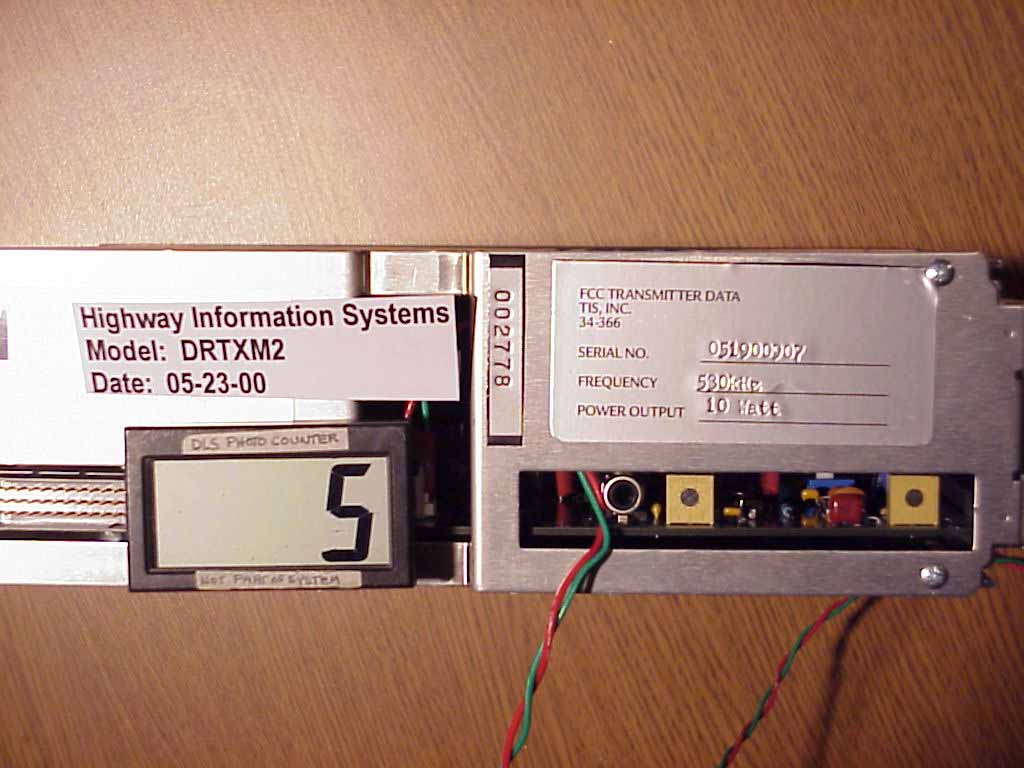 Highway Information Systems
Model: DRTXM2
Date: 05-23-00
DLS PHOTO COUNTER
5
NOT PART OF SYSTEM
002778
FCC TRANSMITTER DATA
TIS, INC.
34-366
SERIAL NO. 051900907
FREQUENCY 530kHz
POWER OUTPUT 10 Watt